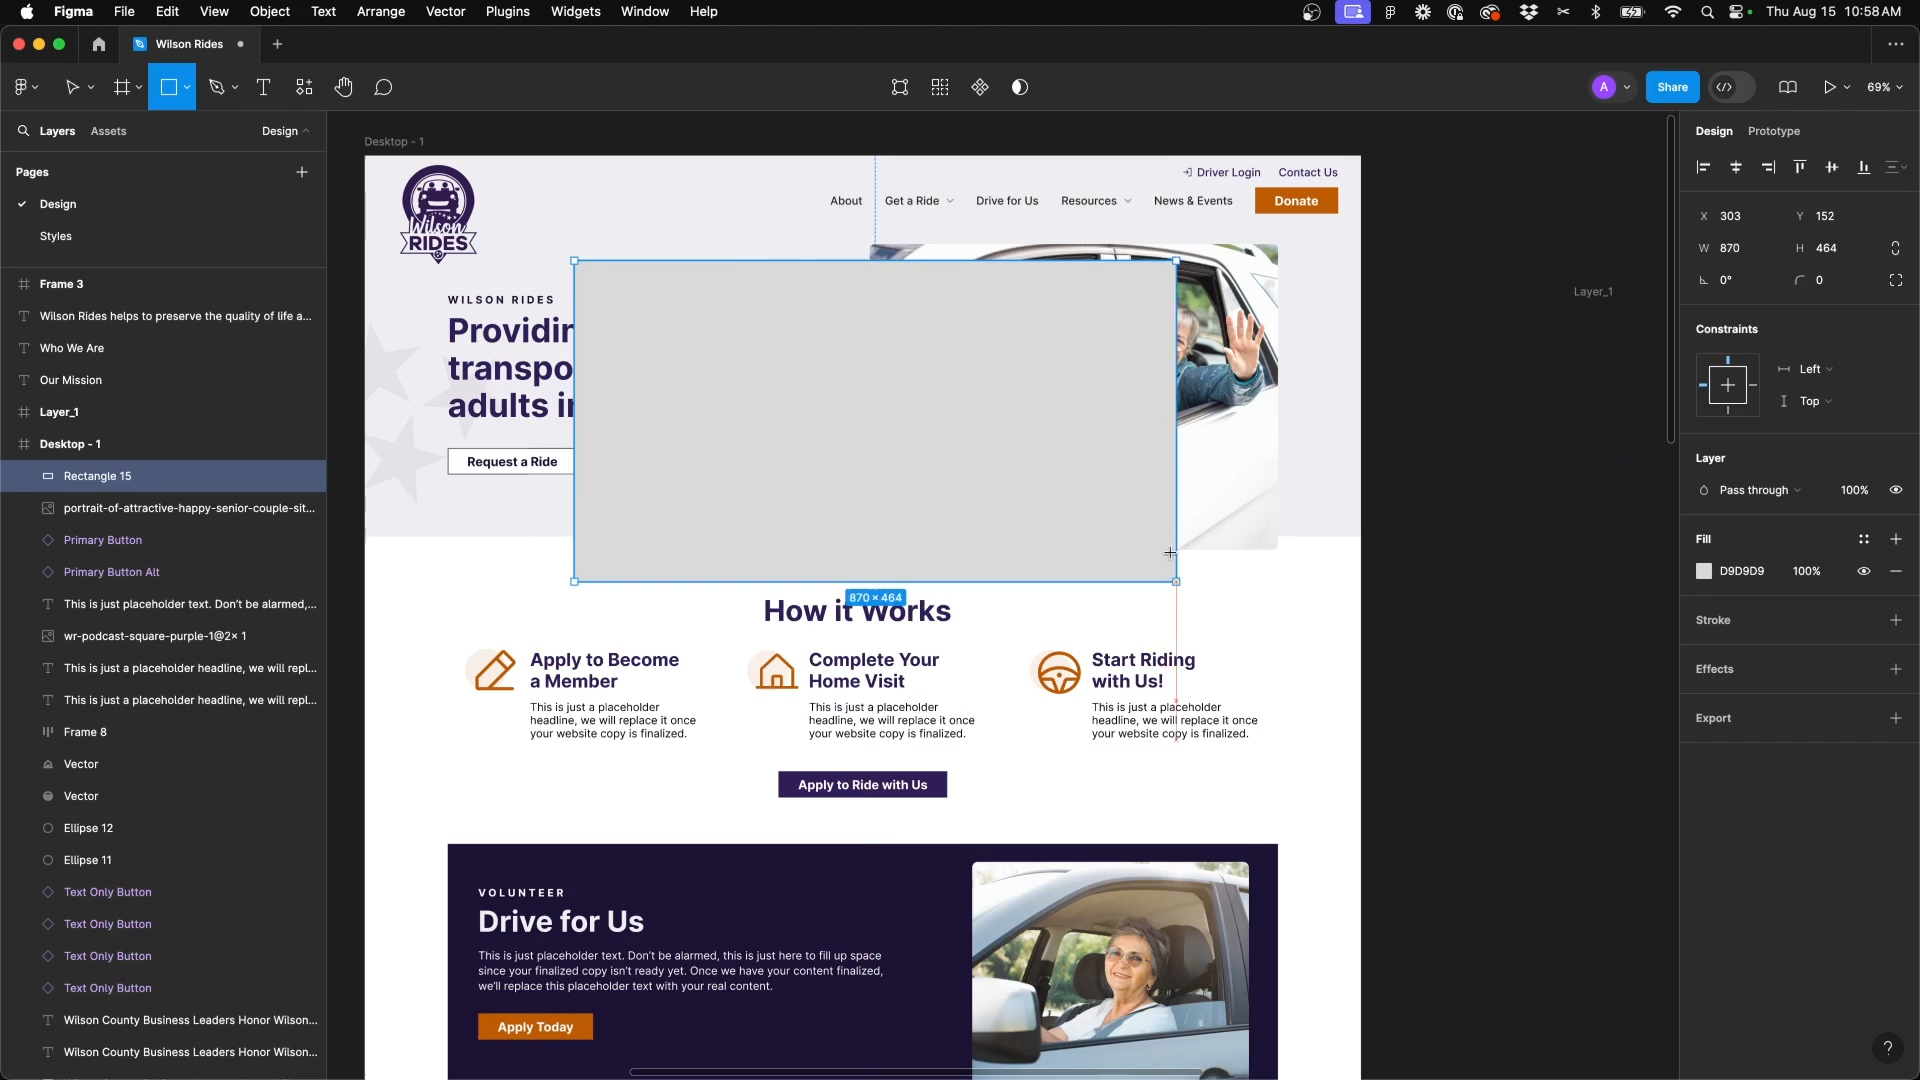 Figma File Edit View Object Text Arrange Vector Plugins Widgets Window Help
Thu Aug 15 10:58 AM
Wilson Rides
A
Share
69%
Layers Assets Design
Pages
Design
Styles
Frame 3
Wilson Rides helps to preserve the quality of life a...
Who We Are
Our Mission
Layer_1
Desktop - 1
Rectangle 15
portrait-of-attractive-happy-senior-couple-sit...
Primary Button
Primary Button Alt
This is just placeholder text. Don't be alarmed,...
wr-podcast-square-purple-1@2x 1
This is just a placeholder headline, we will repl...
This is just a placeholder headline, we will repl...
Frame 8
Vector
Vector
Ellipse 12
Ellipse 11
Text Only Button
Text Only Button
Text Only Button
Text Only Button
Wilson County Business Leaders Honor Wilson...
Wilson County Business Leaders Honor Wilson...
Desktop - 1
Wilson
RIDES
Driver Login Contact Us
About Get a Ride Drive for Us Resources News & Events Donate
WILSON RIDES
Providin
transpo
adults i
Request a Ride
870 × 464
How it Works
Apply to Become
a Member
This is just a placeholder
headline, we will replace it once
your website copy is finalized.
Complete Your
Home Visit
This is just a placeholder
headline, we will replace it once
your website copy is finalized.
Start Riding
with Us!
This is just a placeholder
headline, we will replace it once
your website copy is finalized.
Apply to Ride with Us
VOLUNTEER
Drive for Us
This is just placeholder text. Don't be alarmed, this is just here to fill up space
since your finalized copy isn't ready yet. Once we have your content finalized,
we'll replace this placeholder text with your real content.
Apply Today
Layer_1
Design Prototype
X 303 Y 152
W 870 H 464
0° 0
Constraints
Left
Top
Layer
Pass through 100%
Fill
D9D9D9 100%
Stroke
Effects
Export
?